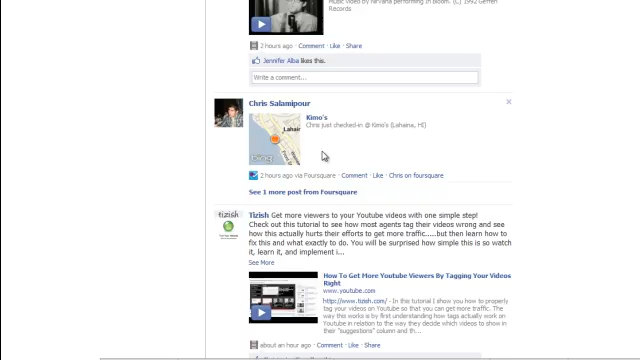 Music video by Nirvana performing In Bloom. (C) 1992 Geffen
Records
2 hours ago · Comment · Like · Share
Jennifer Alba likes this.
Write a comment...
Chris Salamipour
Kimo's
Chris just checked-in @ Kimo's (Lahaina, HI)
Lahair
bing
2 hours ago via Foursquare · Comment · Like · Chris on foursquare
See 1 more post from Foursquare
tizish
Tizish Get more viewers to your Youtube videos with one simple step!
Check out this tutorial to see how most agents tag their videos wrong and see
how this actually hurts their efforts to get more traffic.....but then learn how to
fix this and what exactly to do. You will be surprised how simple this is so watch
it, learn it, and implement i...
See More
How To Get More Youtube Viewers By Tagging Your Videos
Right
www.youtube.com
http://www.tizish.com/ - In this tutorial I show you how to properly
tag your videos on Youtube so that you can get more traffic. The
way this works is by first understanding how tags actually work on
Youtube in relation to the way they decide which videos to show in
their "suggestions" column and th...
about an hour ago · Comment · Like · Share